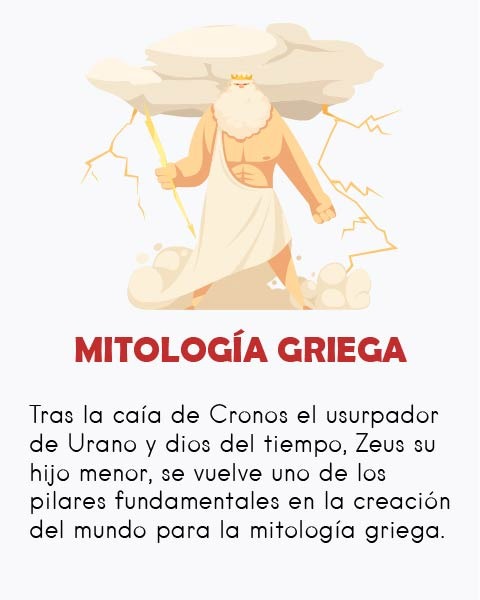 MITOLOGÍA GRIEGA
Tras la caía de Cronos el usurpador
de Urano y dios del tiempo, Zeus su
hijo menor, se vuelve uno de los
pilares fundamentales en la creación
del mundo para la mitología griega.